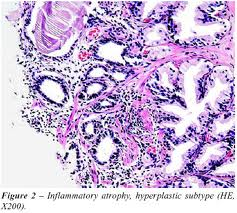 Figure 2 – Inflammatory atrophy, hyperplastic subtype (HE,
X200).